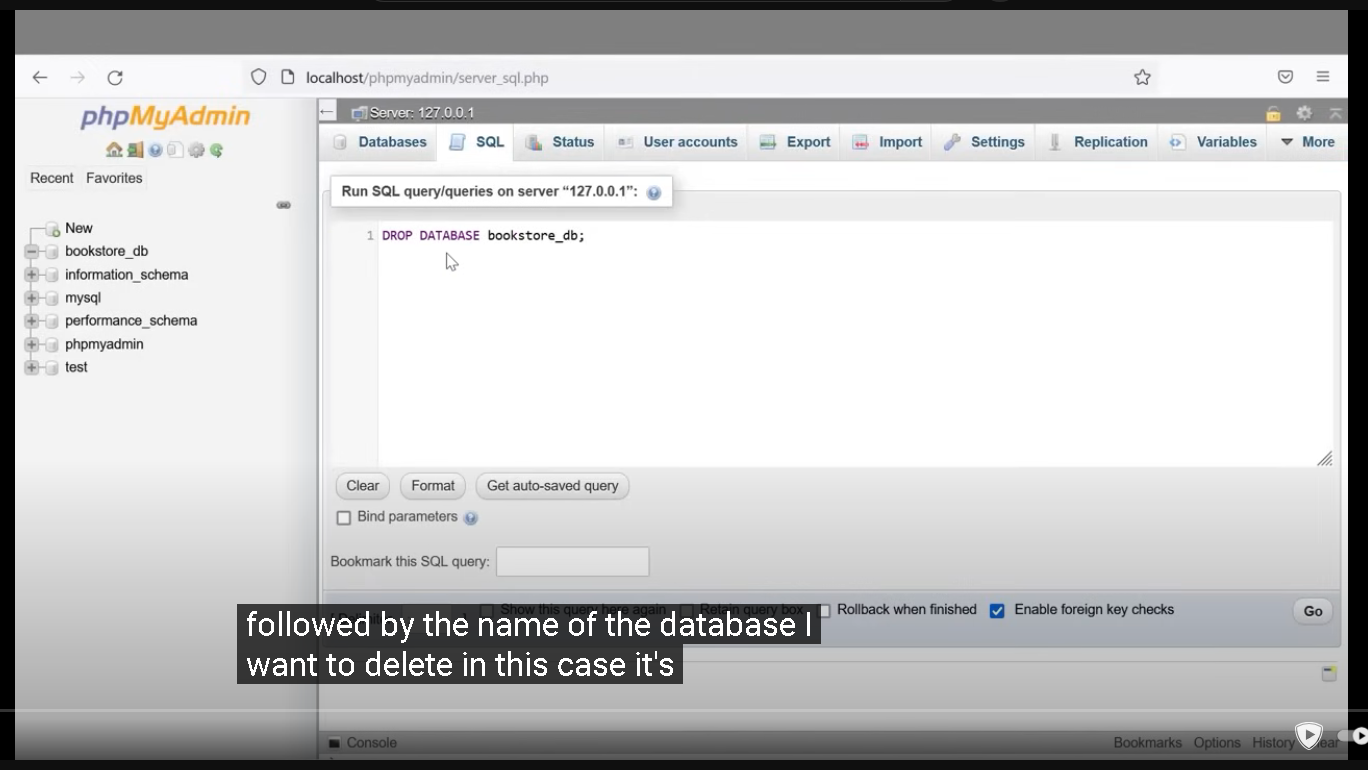 localhost/phpmyadmin/server_sql.php
phpMyAdmin
Recent Favorites
New
bookstore_db
information_schema
mysql
performance_schema
phpmyadmin
test
Server: 127.0.0.1
Databases SQL Status User accounts Export Import Settings Replication Variables More
Run SQL query/queries on server “127.0.0.1”:
1 DROP DATABASE bookstore_db;
Clear Format Get auto-saved query
Bind parameters
Bookmark this SQL query:
Show this query here again Retain query box Rollback when finished Enable foreign key checks Go
followed by the name of the database I
want to delete in this case it's
Console Bookmarks Options History